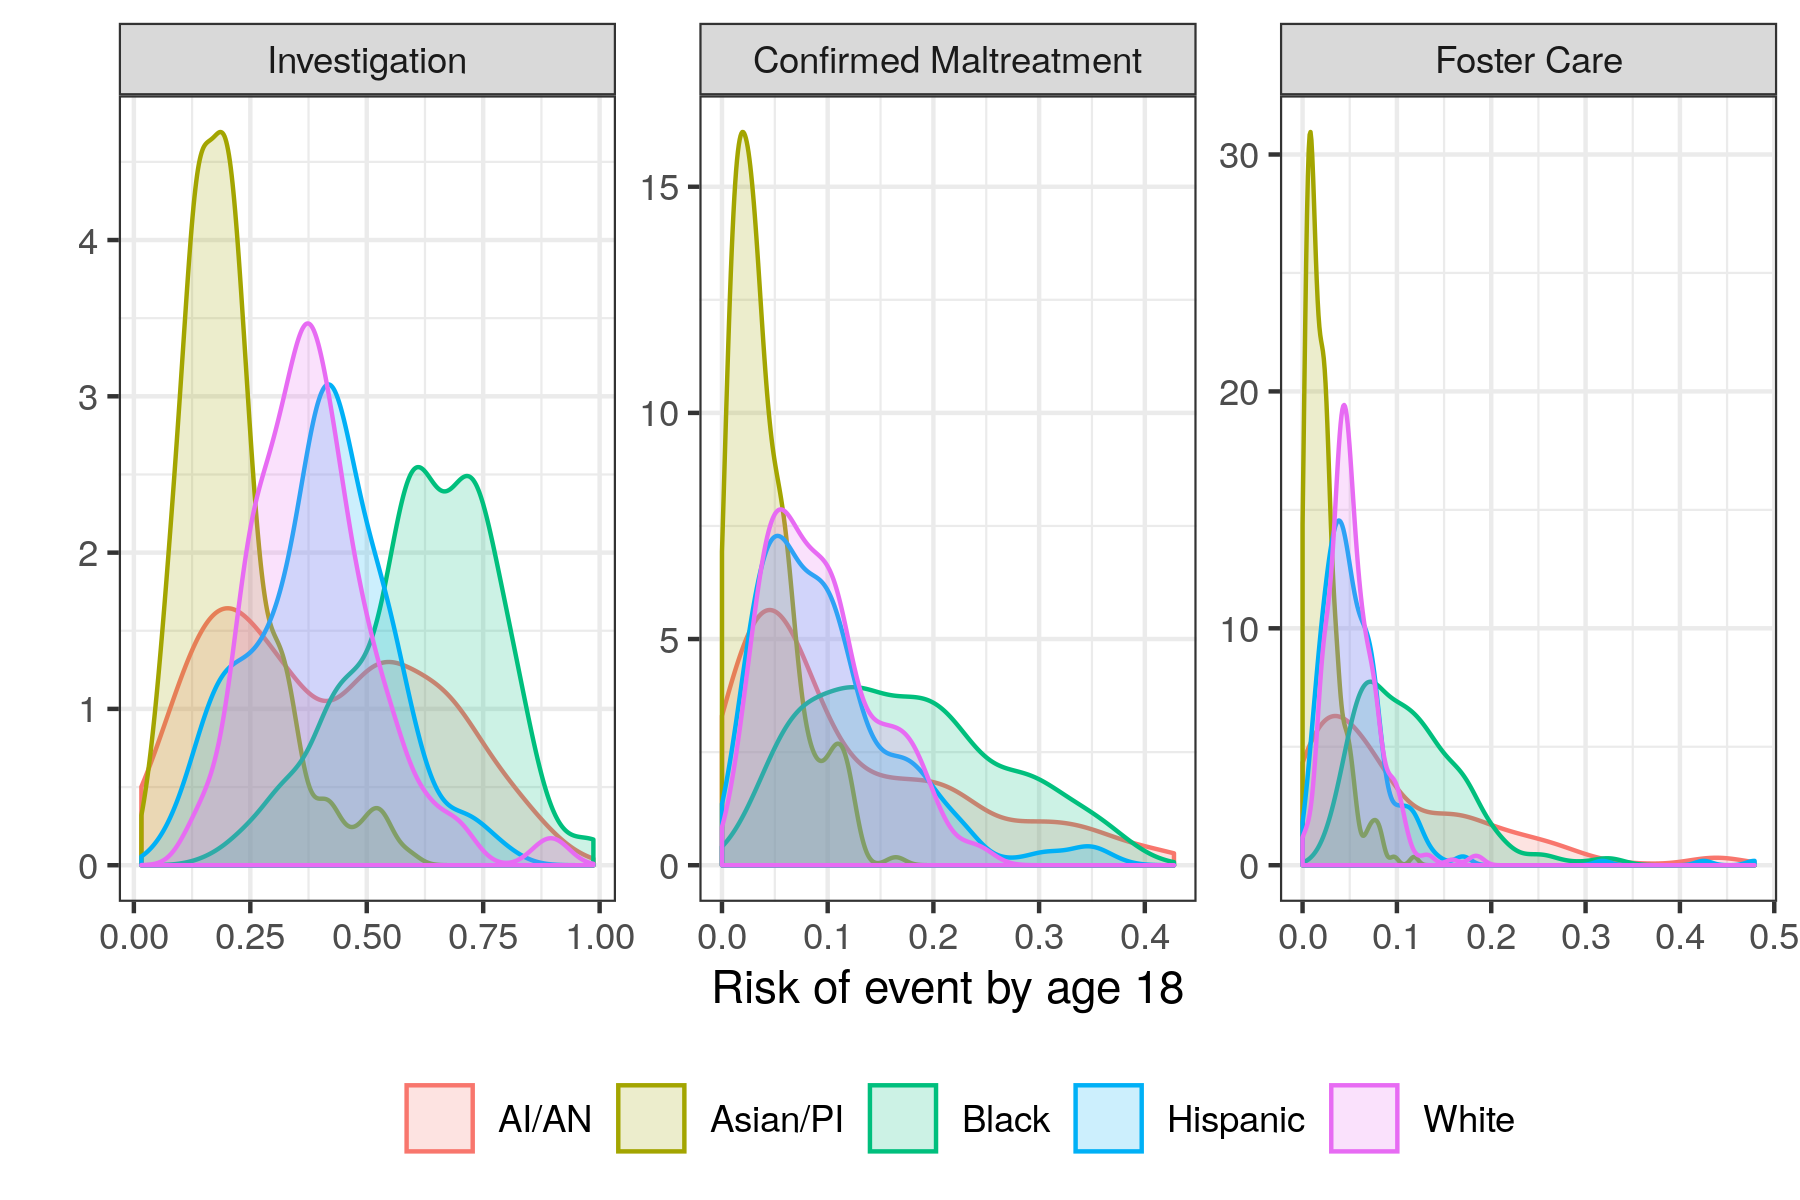 Investigation
Confirmed Maltreatment
Foster Care
4
3
2
1
0
15
10
5
0
30
20
10
0
0.00 0.25 0.50 0.75 1.00
0.0 0.1 0.2 0.3 0.4
0.0 0.1 0.2 0.3 0.4 0.5
Risk of event by age 18
AI/AN Asian/PI Black Hispanic White